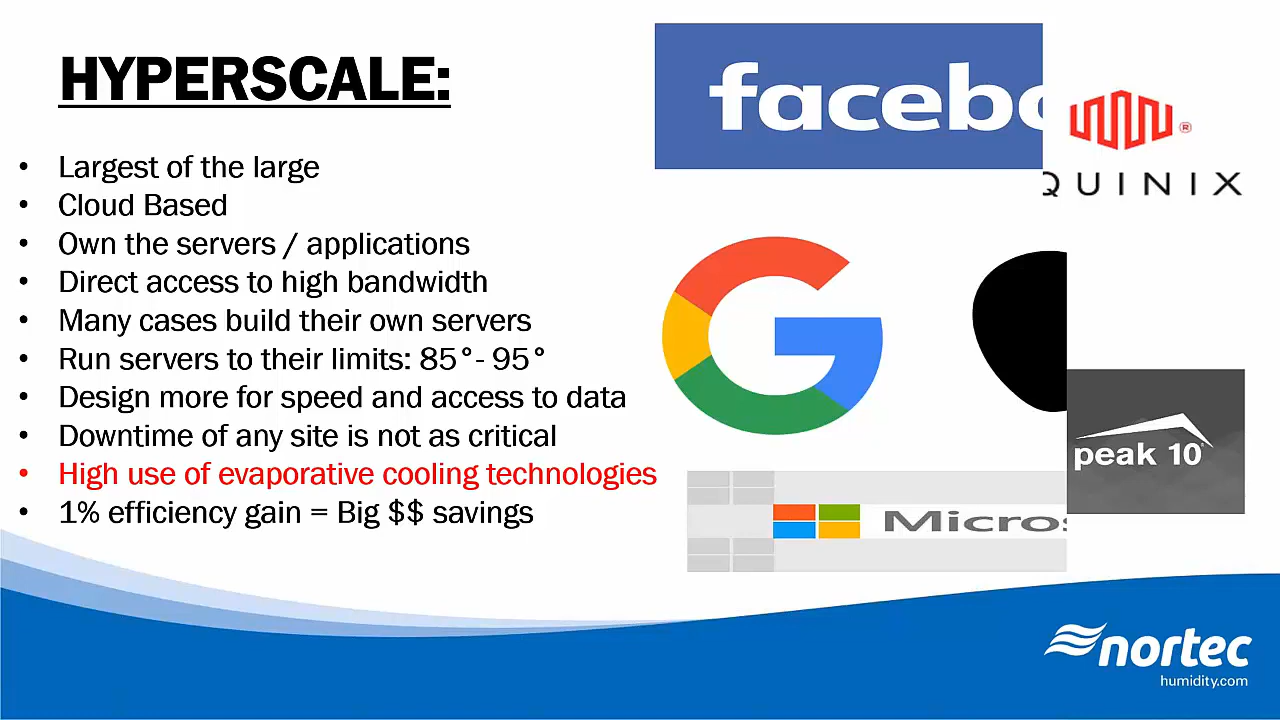 HYPERSCALE:
• Largest of the large
• Cloud Based
• Own the servers / applications
• Direct access to high bandwidth
• Many cases build their own servers
• Run servers to their limits: 85°- 95°
• Design more for speed and access to data
• Downtime of any site is not as critical
• High use of evaporative cooling technologies
• 1% efficiency gain = Big $$ savings
facebo
®
QUINIX
peak 10
Micros
nortec
humidity.com